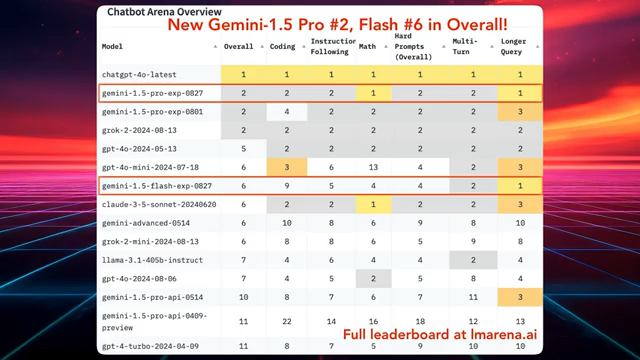 Chatbot Arena Overview
New Gemini-1.5 Pro #2, Flash #6 in Overall!
Model Overall Coding Instruction Following Math Hard Prompts (Overall) Multi-Turn Longer Query
chatgpt-4o-latest 1 1 1 1 1 1 1
gemini-1.5-pro-exp-0827 2 2 2 1 2 2 1
gemini-1.5-pro-exp-0801 2 4 2 2 2 2 3
grok-2-2024-08-13 2 2 2 2 2 2 2
gpt-4o-2024-05-13 5 2 2 2 2 2 2
gpt-4o-mini-2024-07-18 6 3 6 13 4 2 3
gemini-1.5-flash-exp-0827 6 9 5 4 4 2 1
claude-3-5-sonnet-20240620 6 2 2 1 2 2 3
gemini-advanced-0514 6 10 8 6 9 8 10
grok-2-mini-2024-08-13 6 8 8 6 5 9 8
llama-3.1-405b-instruct 7 4 6 4 4 2 4
gpt-4o-2024-08-06 7 4 5 2 5 8 4
gemini-1.5-pro-api-0514 10 8 7 6 7 11 3
gemini-1.5-pro-api-0409-preview 11 22 14 16 18 12 13
Full leaderboard at lmarena.ai
gpt-4-turbo-2024-04-09 11 8 7 5 9 10 10